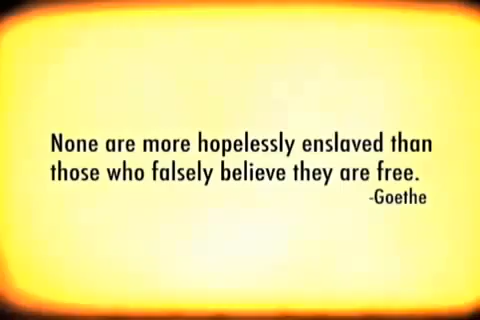 None are more hopelessly enslaved than
those who falsely believe they are free.
-Goethe